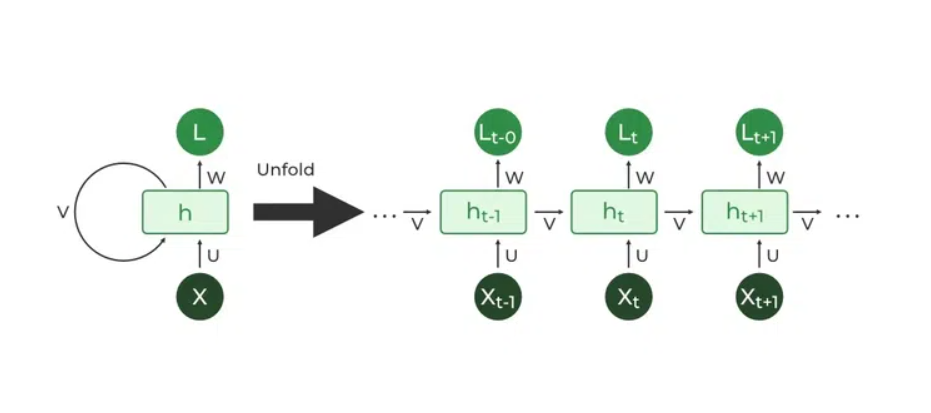 L
L_{t-0}
L_t
L_{t+1}
Unfold
W
W
W
W
V
h
...
V
h_{t-1}
V
h_t
V
h_{t+1}
V
...
U
U
U
U
X
X_{t-1}
X_t
X_{t+1}